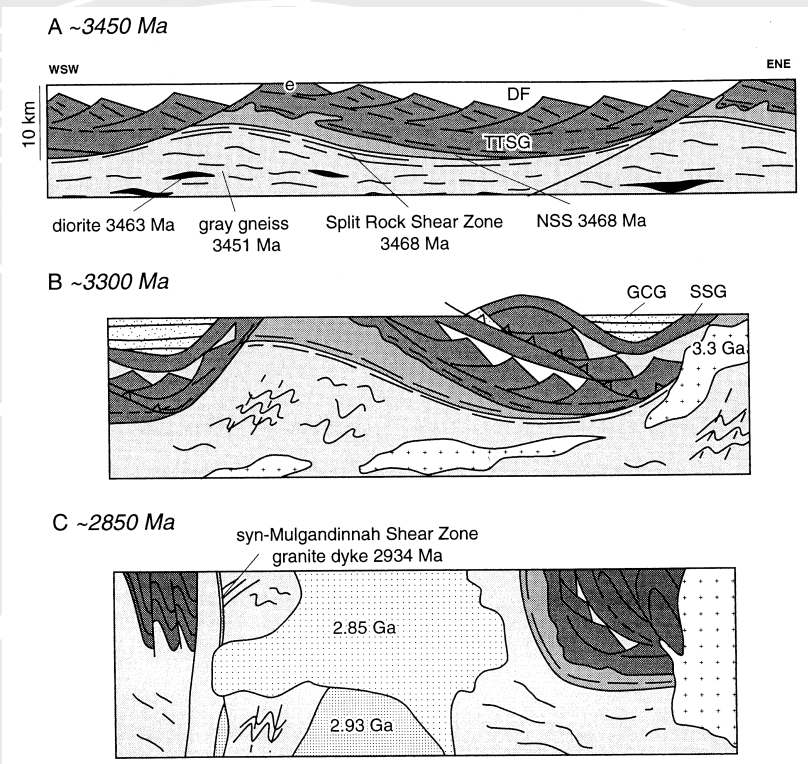 A ~3450 Ma
WSW
ENE
e
DF
10 km
TTSG
diorite 3463 Ma
gray gneiss
3451 Ma
Split Rock Shear Zone
3468 Ma
NSS 3468 Ma
B ~3300 Ma
GCG
SSG
3.3 Ga
C ~2850 Ma
syn-Mulgandinnah Shear Zone
granite dyke 2934 Ma
2.85 Ga
2.93 Ga